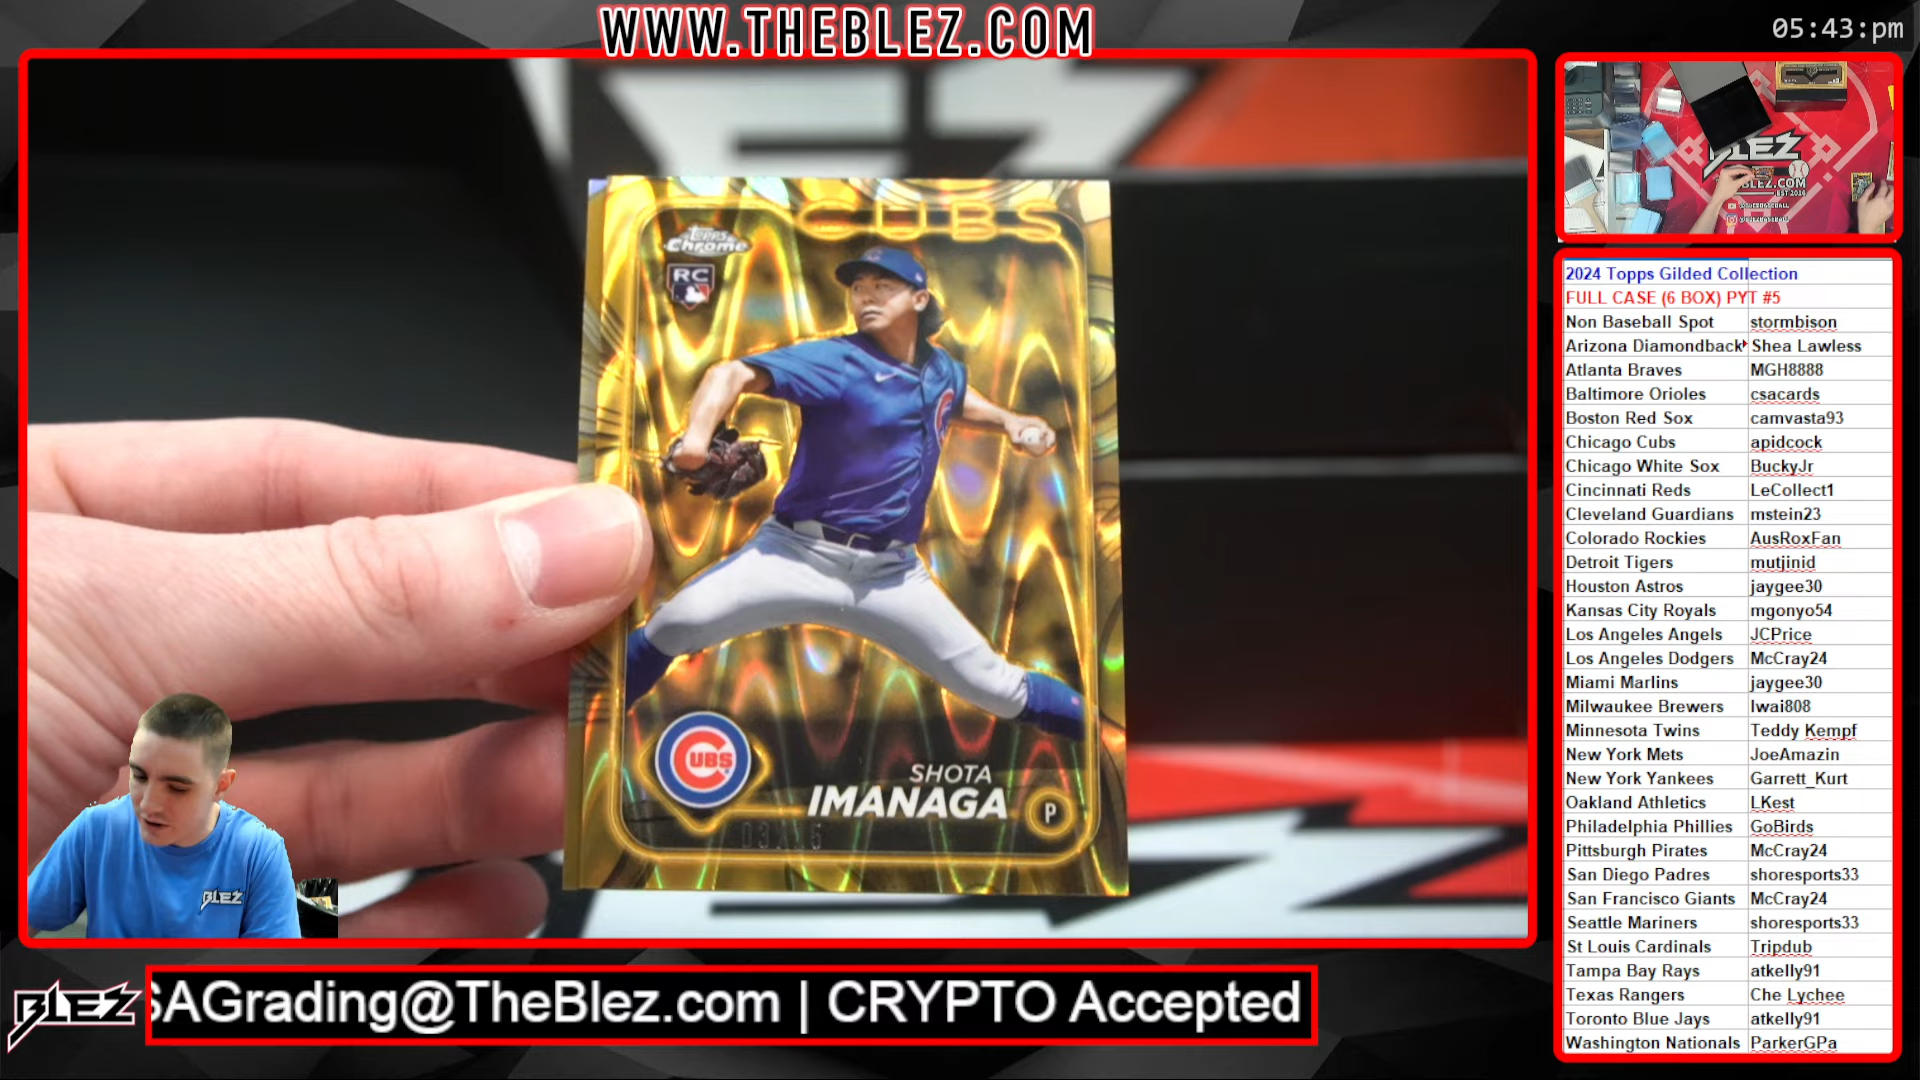 WWW.THEBLEZ.COM
05:43:pm
CUBS
Topps
Chrome
RC
CUBS
SHOTA
IMANAGA
P
BLEZ
BLEZ
BLEZ.COM
2024 Topps Gilded Collection
FULL CASE (6 BOX) PYT #5
Non Baseball Spot stormbison
Arizona Diamondback Shea Lawless
Atlanta Braves MGH8888
Baltimore Orioles csacards
Boston Red Sox camvasta93
Chicago Cubs apidcock
Chicago White Sox BuckyJr
Cincinnati Reds LeCollect1
Cleveland Guardians mstein23
Colorado Rockies AusRoxFan
Detroit Tigers mutjinid
Houston Astros jaygee30
Kansas City Royals mgonyo54
Los Angeles Angels JCPrice
Los Angeles Dodgers McCray24
Miami Marlins jaygee30
Milwaukee Brewers Iwai808
Minnesota Twins Teddy Kempf
New York Mets JoeAmazin
New York Yankees Garrett_Kurt
Oakland Athletics LKest
Philadelphia Phillies GoBirds
Pittsburgh Pirates McCray24
San Diego Padres shoresports33
San Francisco Giants McCray24
Seattle Mariners shoresports33
St Louis Cardinals Tripdub
Tampa Bay Rays atkelly91
Texas Rangers Che Lychee
Toronto Blue Jays atkelly91
Washington Nationals ParkerGPa
BLEZ
SAGrading@TheBlez.com | CRYPTO Accepted